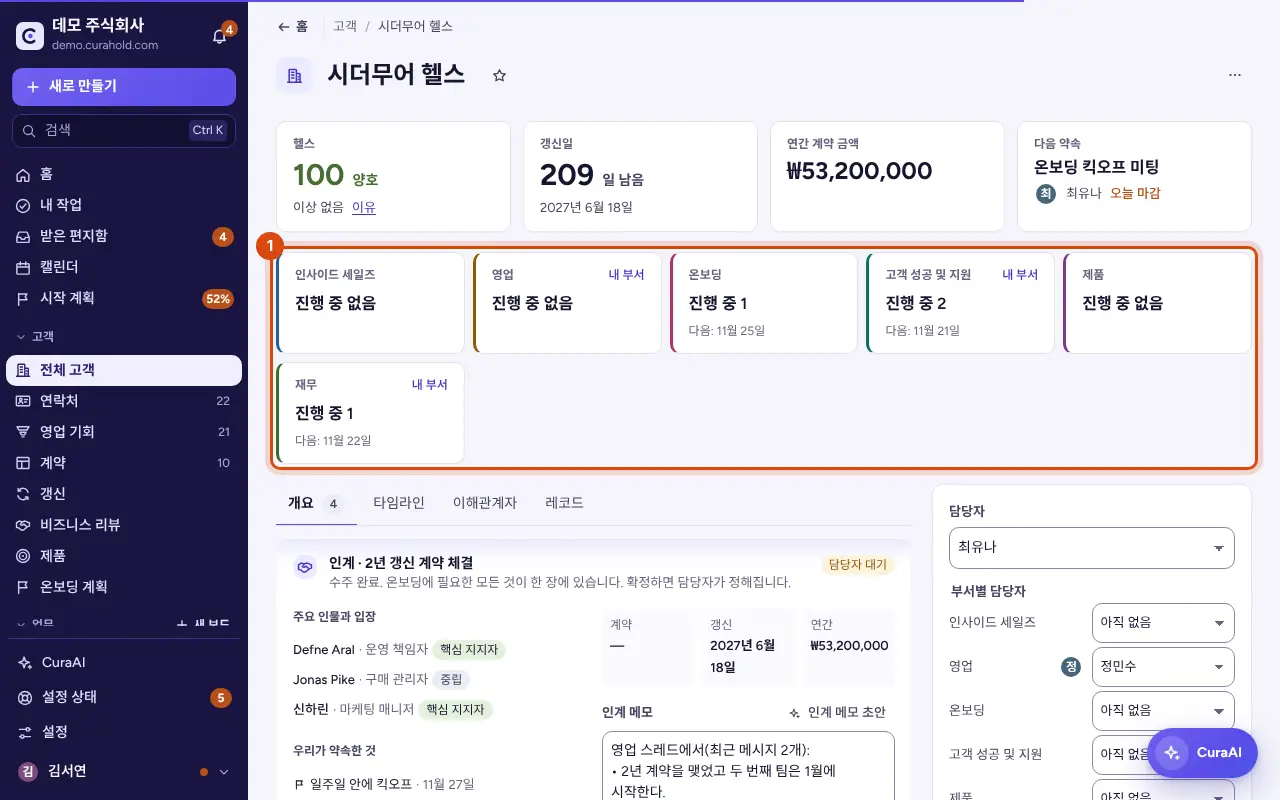 데모 주식회사
demo.curahold.com
4
새로 만들기
검색
Ctrl K
홈
내 작업
받은 편지함
4
캘린더
시작 계획
52%
고객
전체 고객
연락처
22
영업 기회
21
계약
10
갱신
비즈니스 리뷰
제품
온보딩 계획
업무
+ 새 보드
CuraAI
설정 상태
5
설정
김
김서연
← 홈
고객 / 시더무어 헬스
시더무어 헬스
헬스
100 양호
이상 없음 이유
갱신일
209 일 남음
2027년 6월 18일
연간 계약 금액
₩53,200,000
다음 약속
온보딩 킥오프 미팅
최 최유나 오늘 마감
1
인사이드 세일즈
진행 중 없음
영업 내 부서
진행 중 없음
온보딩
진행 중 1
다음: 11월 25일
고객 성공 및 지원 내 부서
진행 중 2
다음: 11월 21일
제품
진행 중 없음
재무 내 부서
진행 중 1
다음: 11월 22일
개요 4 타임라인 이해관계자 레코드
인계 · 2년 갱신 계약 체결
담당자 대기
수주 완료. 온보딩에 필요한 모든 것이 한 장에 있습니다. 확정하면 담당자가 정해집니다.
주요 인물과 입장
Defne Aral · 운영 책임자 핵심 지지자
Jonas Pike · 구매 관리자 중립
신하린 · 마케팅 매니저 핵심 지지자
우리가 약속한 것
일주일 안에 킥오프 · 11월 27일
계약
—
갱신
2027년 6월
18일
연간
₩53,200,000
인계 메모
인계 메모 초안
영업 스레드에서(최근 메시지 2개):
• 2년 계약을 맺었고 두 번째 팀은 1월에
시작한다.
담당자
최유나
부서별 담당자
인사이드 세일즈 아직 없음
영업 정 정민수
온보딩 아직 없음
고객 성공 및 지원 아직 없음
제품 아직 없음
CuraAI